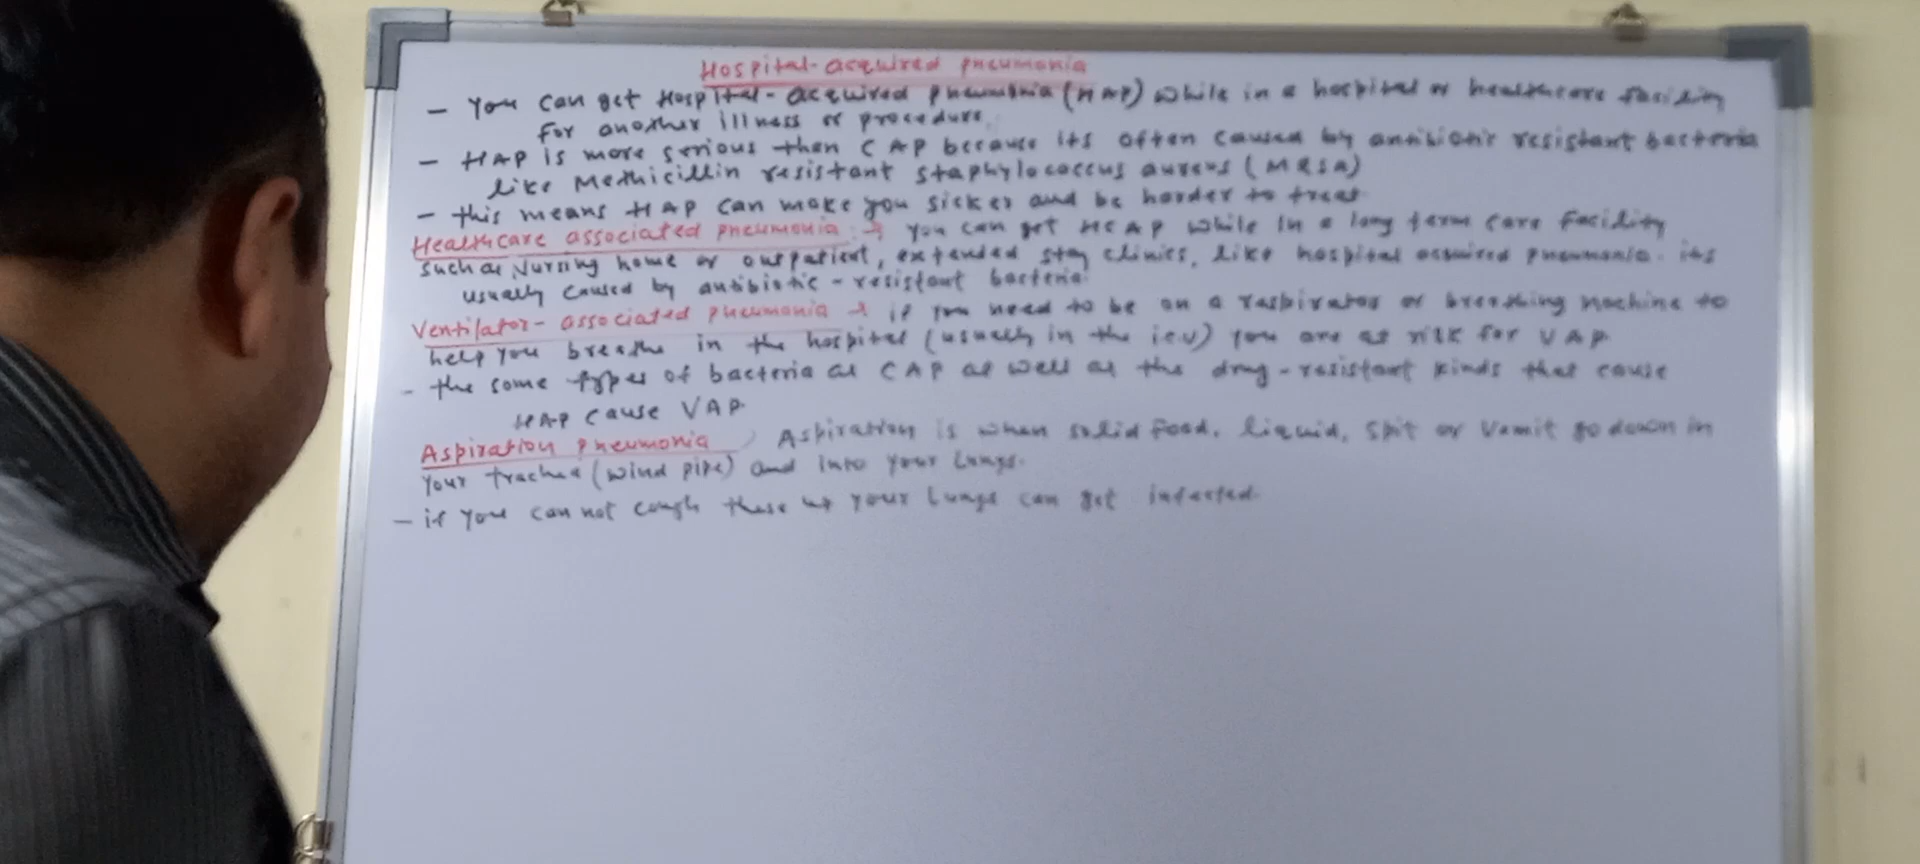 Hospital-acquired pneumonia
- You can get Hospital-acquired pneumonia (HAP) while in a hospital or healthcare facility
for another illness or procedure.
- HAP is more serious than CAP because its often caused by antibiotic resistant bacteria
like Methicillin resistant staphylococcus aureus (MRSA)
- this means HAP can make you sicker and be harder to treat
Healthcare associated pneumonia :→ you can get HCAP while in a long term care facility
such as Nursing home or outpatient, extended stay clinics, like hospital acquired pneumonia. its
usually caused by antibiotic-resistant bacteria
Ventilator-associated pneumonia → if you need to be on a raspirator or breathing machine to
help you breathe in the hospital (usually in the icu) you are at risk for VAP
- the same types of bacteria as CAP as well as the drug-resistant kinds that cause
HAP cause VAP
Aspiration pneumonia Aspiration is when solid food, liquid, spit or vomit go down in
your trachea (wind pipe) and into your Lungs.
- if you can not cough these up your Lungs can get infected